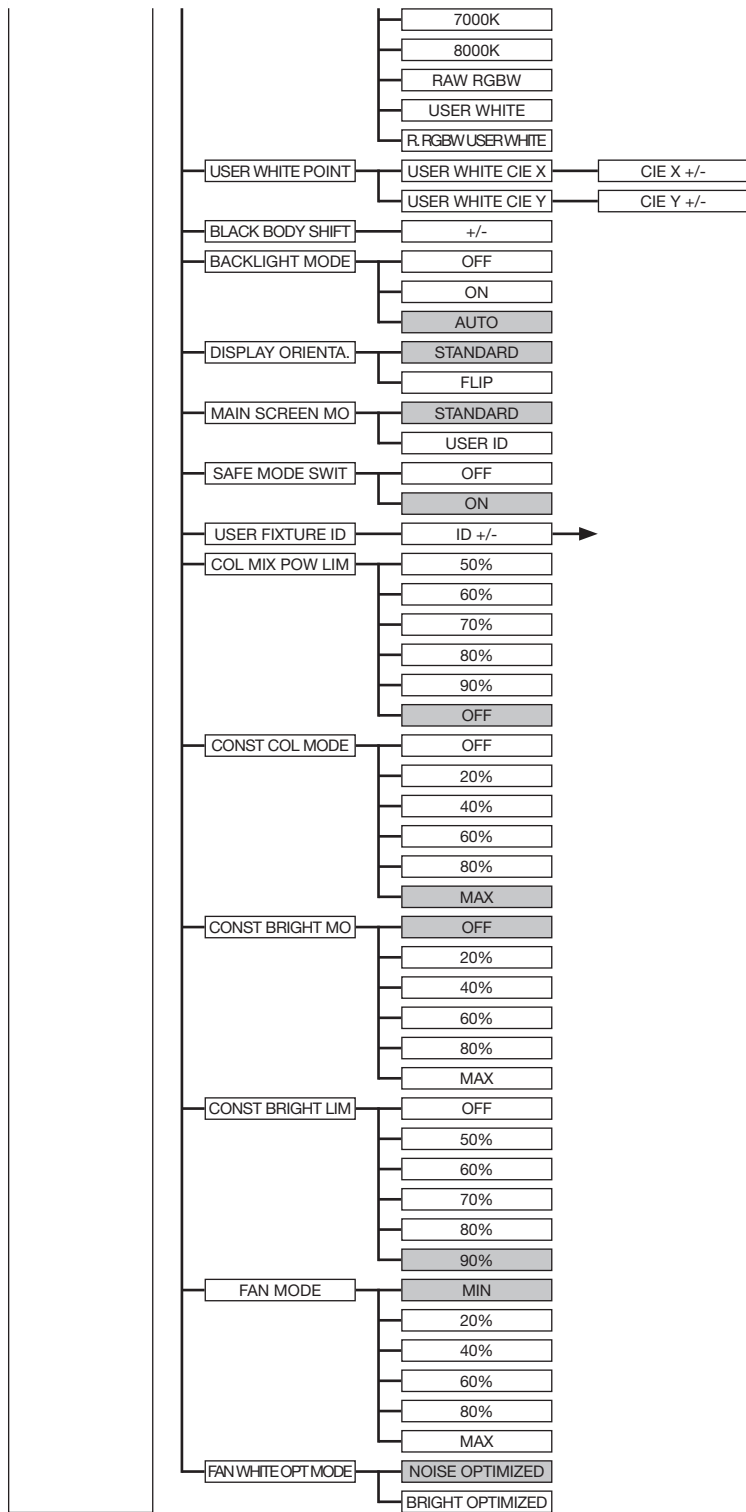 7000K
8000K
RAW RGBW
USER WHITE
R. RGBW USER WHITE
USER WHITE POINT USER WHITE CIE X CIE X +/-
USER WHITE CIE Y CIE Y +/-
BLACK BODY SHIFT +/-
BACKLIGHT MODE OFF
ON
AUTO
DISPLAY ORIENTA. STANDARD
FLIP
MAIN SCREEN MO STANDARD
USER ID
SAFE MODE SWIT OFF
ON
USER FIXTURE ID ID +/-
COL MIX POW LIM 50%
60%
70%
80%
90%
OFF
CONST COL MODE OFF
20%
40%
60%
80%
MAX
CONST BRIGHT MO OFF
20%
40%
60%
80%
MAX
CONST BRIGHT LIM OFF
50%
60%
70%
80%
90%
FAN MODE MIN
20%
40%
60%
80%
MAX
FAN WHITE OPT MODE NOISE OPTIMIZED
BRIGHT OPTIMIZED